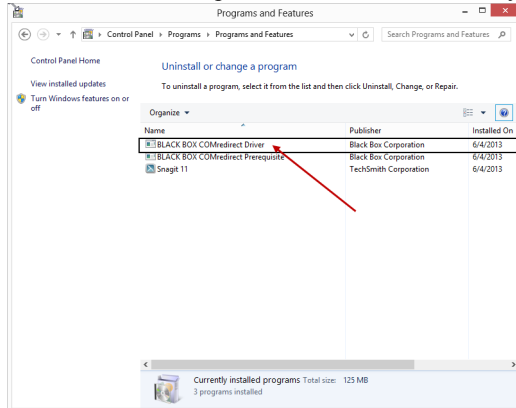 Programs and Features
Control Panel ▸ Programs ▸ Programs and Features
Search Programs and Features
Control Panel Home
View installed updates
Turn Windows features on or
off
Uninstall or change a program
To uninstall a program, select it from the list and then click Uninstall, Change, or Repair.
Organize
Name Publisher Installed On
BLACK BOX COMredirect Driver Black Box Corporation 6/4/2013
BLACK BOX COMredirect Prerequisite Black Box Corporation 6/4/2013
Snagit 11 TechSmith Corporation 6/4/2013
Currently installed programs Total size: 125 MB
3 programs installed